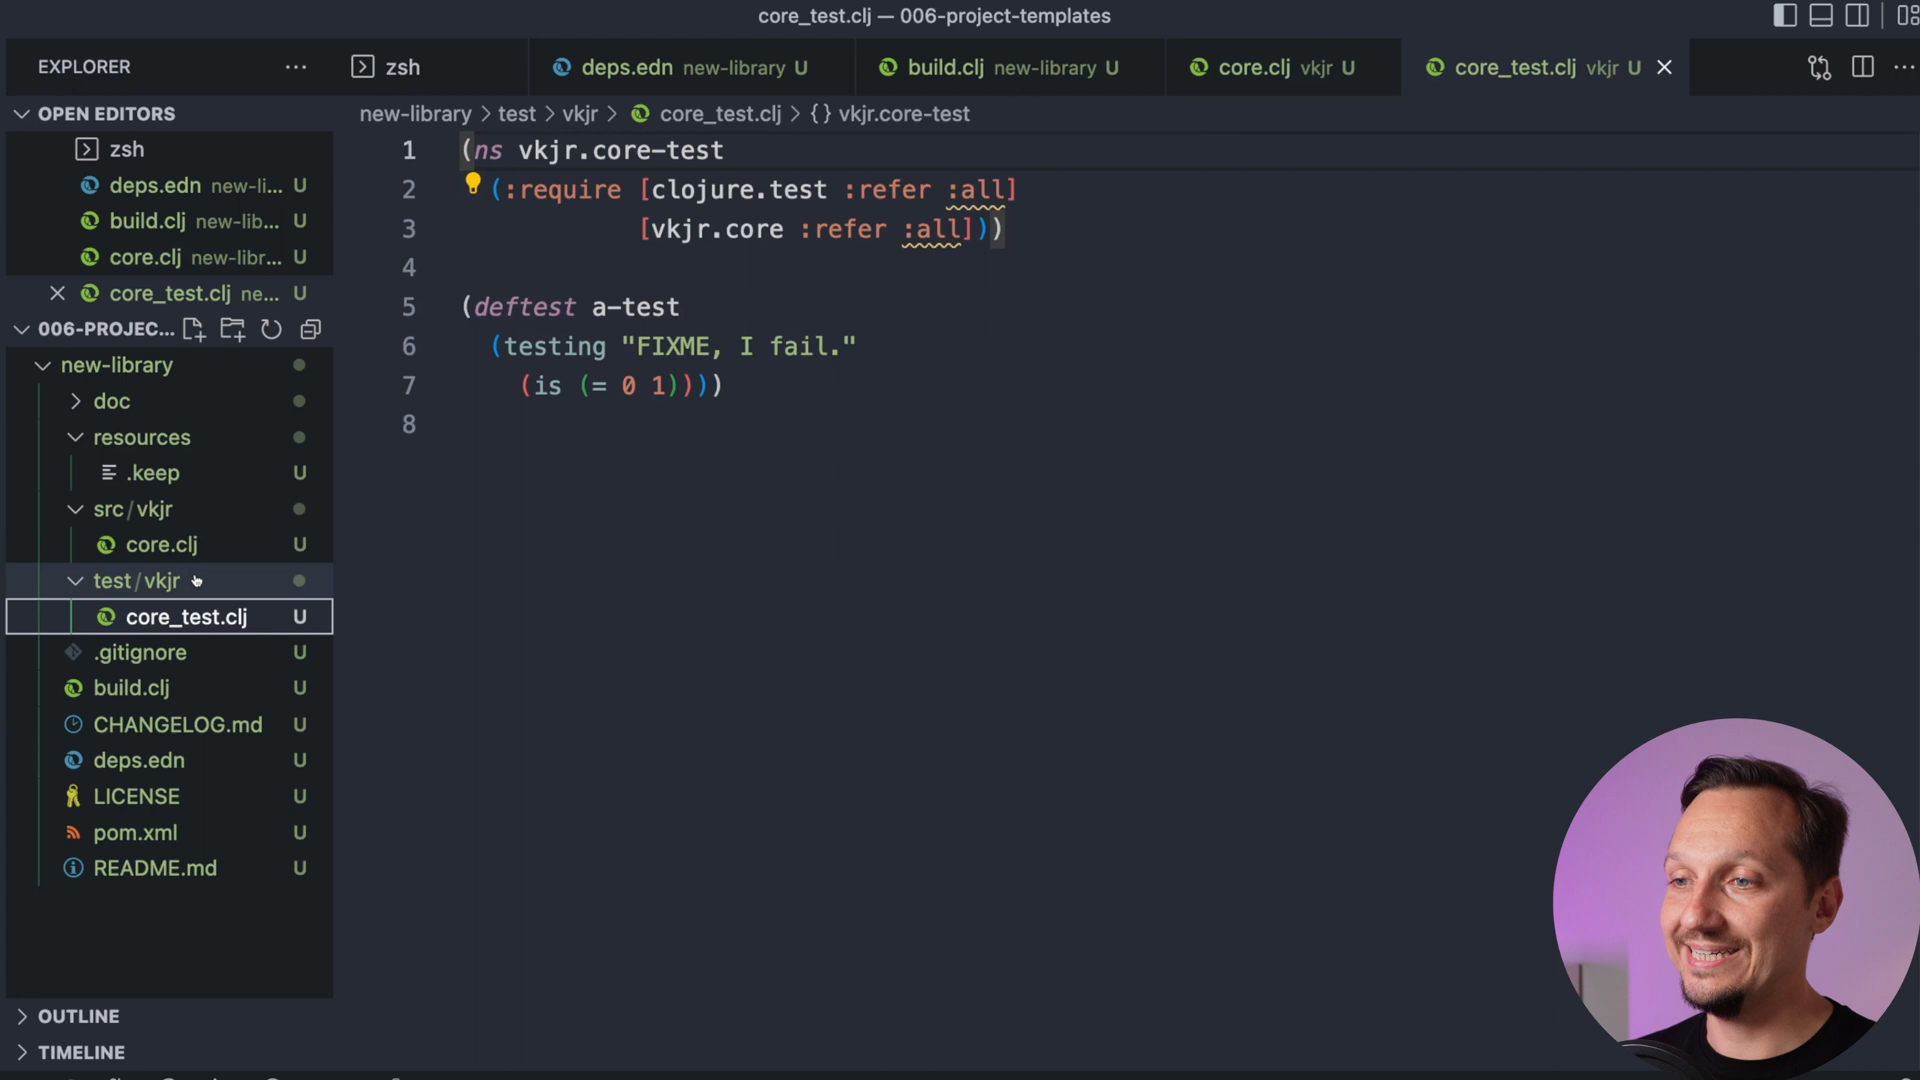 core_test.clj — 006-project-templates
EXPLORER
zsh
deps.edn new-library U
build.clj new-library U
core.clj vkjr U
core_test.clj vkjr U
OPEN EDITORS
zsh
deps.edn new-li... U
build.clj new-lib... U
core.clj new-libr... U
core_test.clj ne... U
006-PROJEC...
new-library
doc
resources
.keep U
src/vkjr
core.clj U
test/vkjr
core_test.clj U
.gitignore U
build.clj U
CHANGELOG.md U
deps.edn U
LICENSE U
pom.xml U
README.md U
OUTLINE
TIMELINE
new-library > test > vkjr > core_test.clj > {} vkjr.core-test
1 (ns vkjr.core-test
2 (:require [clojure.test :refer :all]
3 [vkjr.core :refer :all]))
4
5 (deftest a-test
6 (testing "FIXME, I fail."
7 (is (= 0 1))))
8